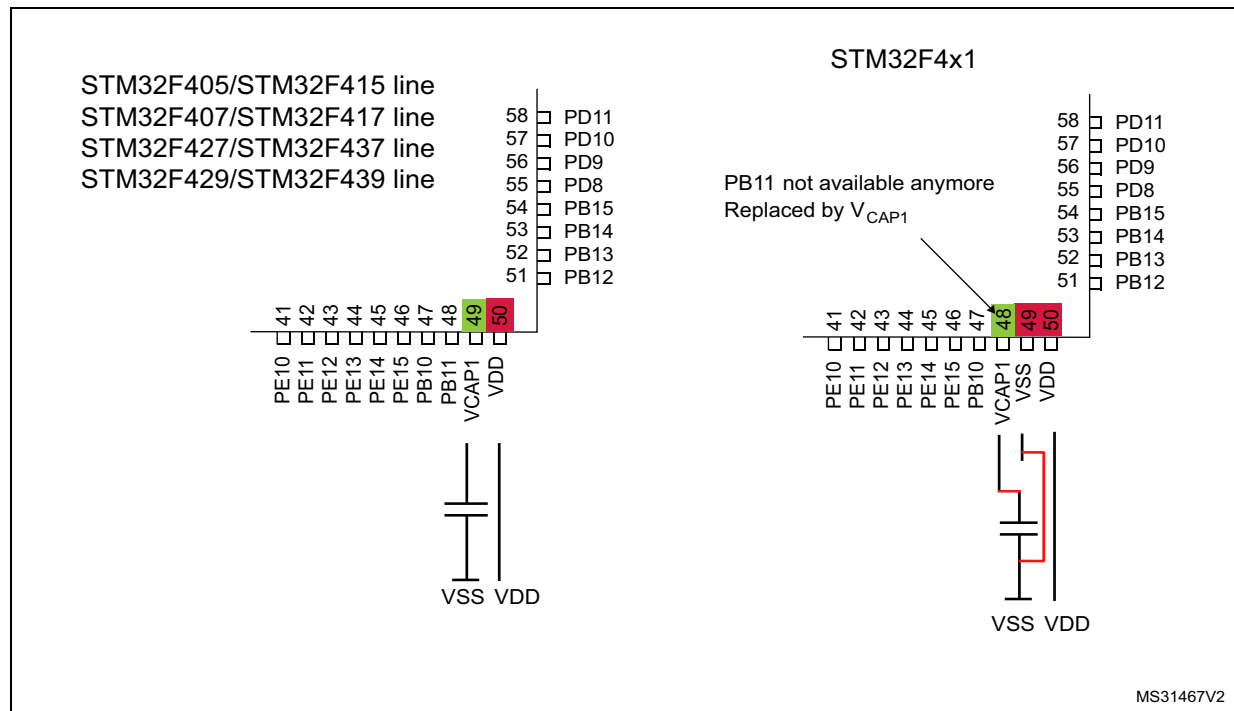 STM32F405/STM32F415 line
STM32F407/STM32F417 line
STM32F427/STM32F437 line
STM32F429/STM32F439 line
58 PD11
57 PD10
56 PD9
55 PD8
54 PB15
53 PB14
52 PB13
51 PB12
41 42 43 44 45 46 47 48 49 50
PE10 PE11 PE12 PE13 PE14 PE15 PB10 PB11 VCAP1 VDD
VSS VDD
STM32F4x1
PB11 not available anymore
Replaced by VCAP1
58 PD11
57 PD10
56 PD9
55 PD8
54 PB15
53 PB14
52 PB13
51 PB12
41 42 43 44 45 46 47 48 49 50
PE10 PE11 PE12 PE13 PE14 PE15 PB10 VCAP1 VSS VDD
VSS VDD
MS31467V2